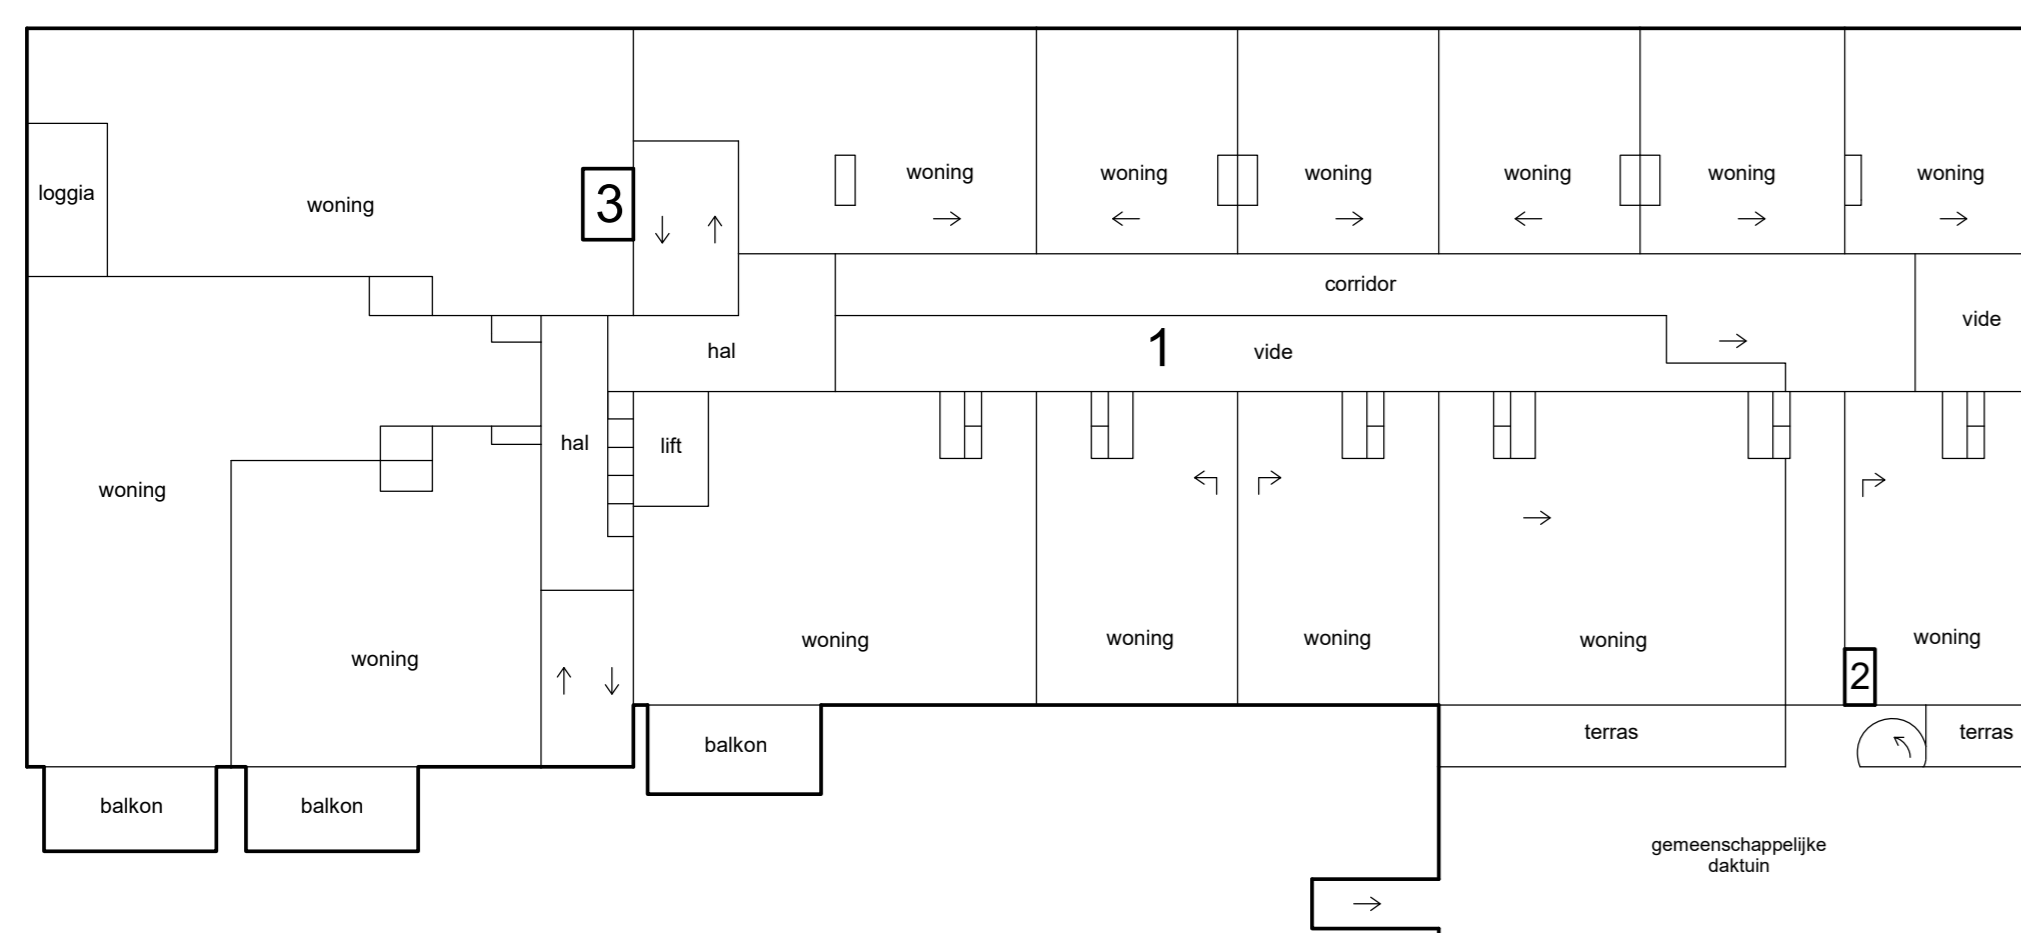 woning
woning
woning
woning
woning
woning
loggia
woning
3
corridor
vide
hal
1
vide
hal
lift
woning
woning
woning
woning
woning
woning
woning
2
balkon
terras
terras
balkon
balkon
gemeenschappelijke
daktuin